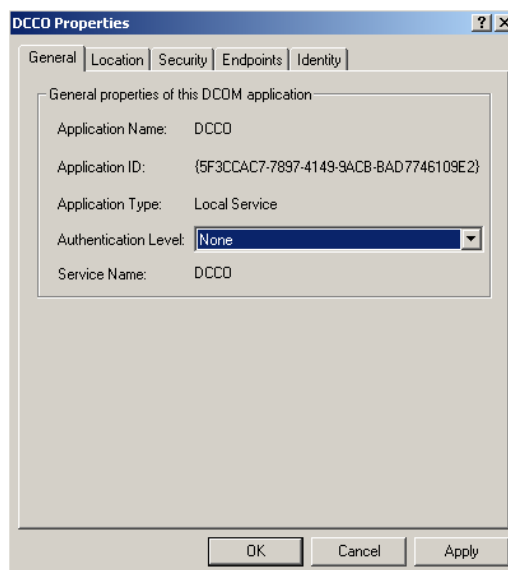 DCCO Properties
General Location Security Endpoints Identity
General properties of this DCOM application
Application Name: DCCO
Application ID: {5F3CCAC7-7897-4149-9ACB-BAD7746109E2}
Application Type: Local Service
Authentication Level: None
Service Name: DCCO
OK Cancel Apply